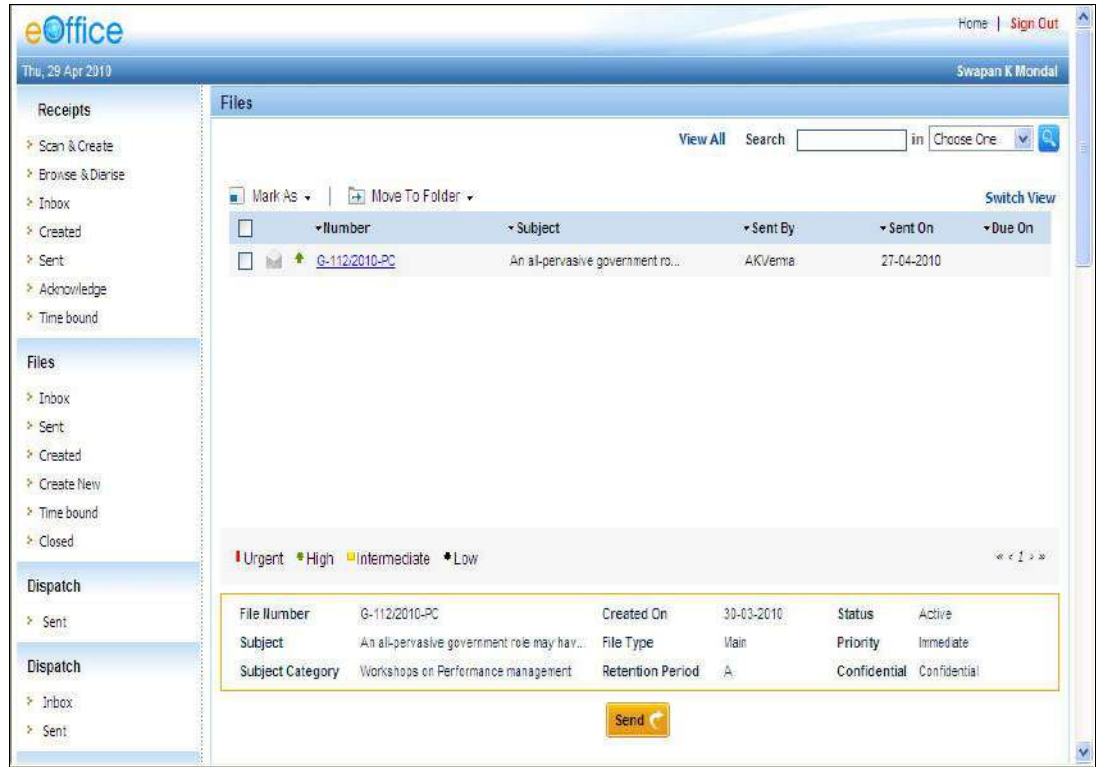 eOffice
Home | Sign Out
Thu, 29 Apr 2010
Swapan K Mondal
Receipts
Scan & Create
Browse & Diarise
Inbox
Created
Sent
Acknowledge
Time bound
Files
Inbox
Sent
Created
Create New
Time bound
Closed
Dispatch
Sent
Dispatch
Inbox
Sent
Files
View All Search in Choose One
Mark As | Move To Folder
Switch View
Number Subject Sent By Sent On Due On
G-112/2010-PC An all-pervasive government ro... AKVerma 27-04-2010
Urgent High Intermediate Low
« < 1 > »
File Number G-112/2010-PC Created On 30-03-2010 Status Active
Subject An all-pervasive government role may hav... File Type Main Priority Immediate
Subject Category Workshops on Performance management Retention Period A Confidential Confidential
Send